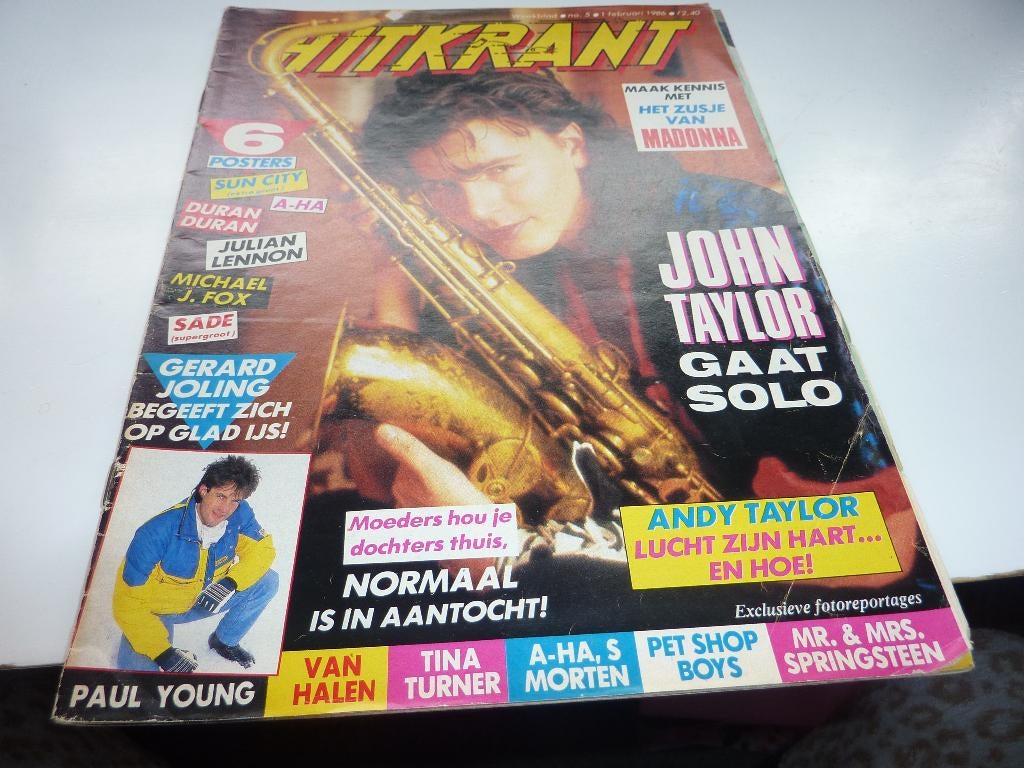 Weekblad • no. 5 • 1 februari 1986 • f2,40
HITKRANT
MAAK KENNIS
MET
HET ZUSJE
VAN
MADONNA
6
POSTERS
SUN CITY
(extra groot)
A-HA
DURAN
DURAN
JULIAN
LENNON
MICHAEL
J. FOX
SADE
(supergroot)
GERARD
JOLING
BEGEEFT ZICH
OP GLAD IJS!
JOHN
TAYLOR
GAAT
SOLO
Moeders hou je
dochters thuis,
NORMAAL
IS IN AANTOCHT!
ANDY TAYLOR
LUCHT ZIJN HART...
EN HOE!
Exclusieve fotoreportages
PAUL YOUNG
VAN
HALEN
TINA
TURNER
A-HA, S
MORTEN
PET SHOP
BOYS
MR. & MRS.
SPRINGSTEEN